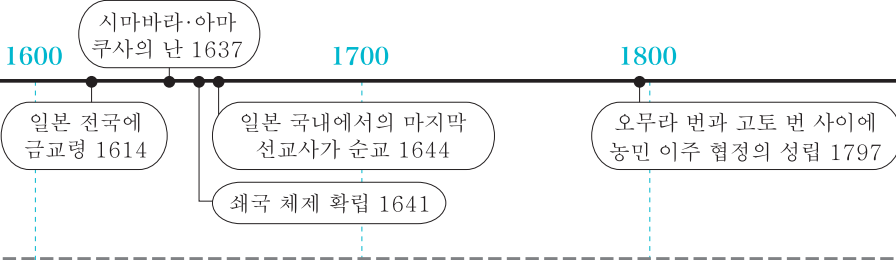 시마바라·아마
쿠사의 난 1637
1600
1700
1800
일본 전국에
금교령 1614
일본 국내에서의 마지막
선교사가 순교 1644
오무라 번과 고토 번 사이에
농민 이주 협정의 성립 1797
쇄국 체제 확립 1641